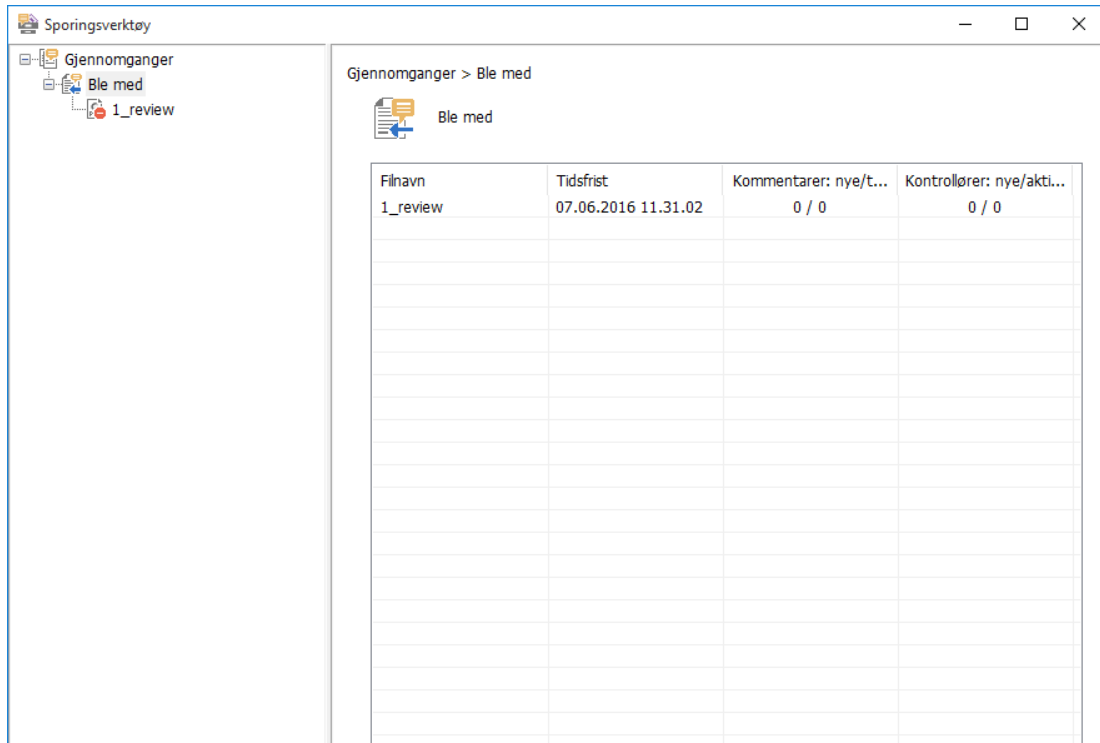 Sporingsverktøy
Gjennomganger
Ble med
1_review
Gjennomganger > Ble med
Ble med
Filnavn Tidsfrist Kommentarer: nye/t... Kontrollører: nye/akti...
1_review 07.06.2016 11.31.02 0 / 0 0 / 0